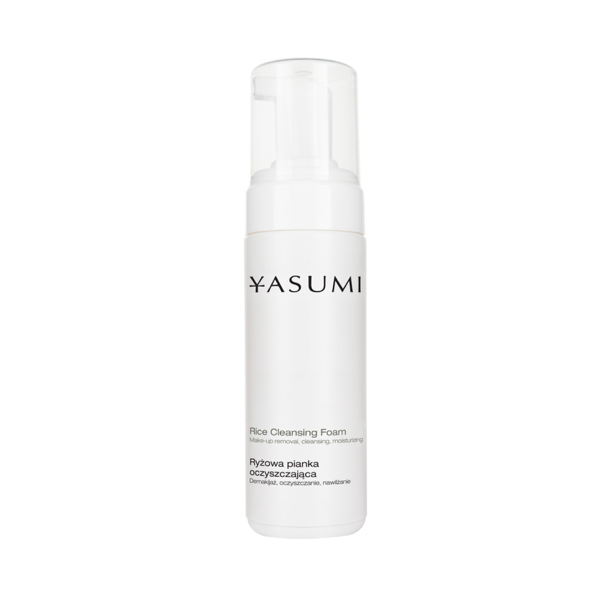 YASUMI
Rice Cleansing Foam
Make-up removal, cleansing, moisturizing
Ryżowa pianka
oczyszczająca
Demakijaż, oczyszczanie, nawilżanie